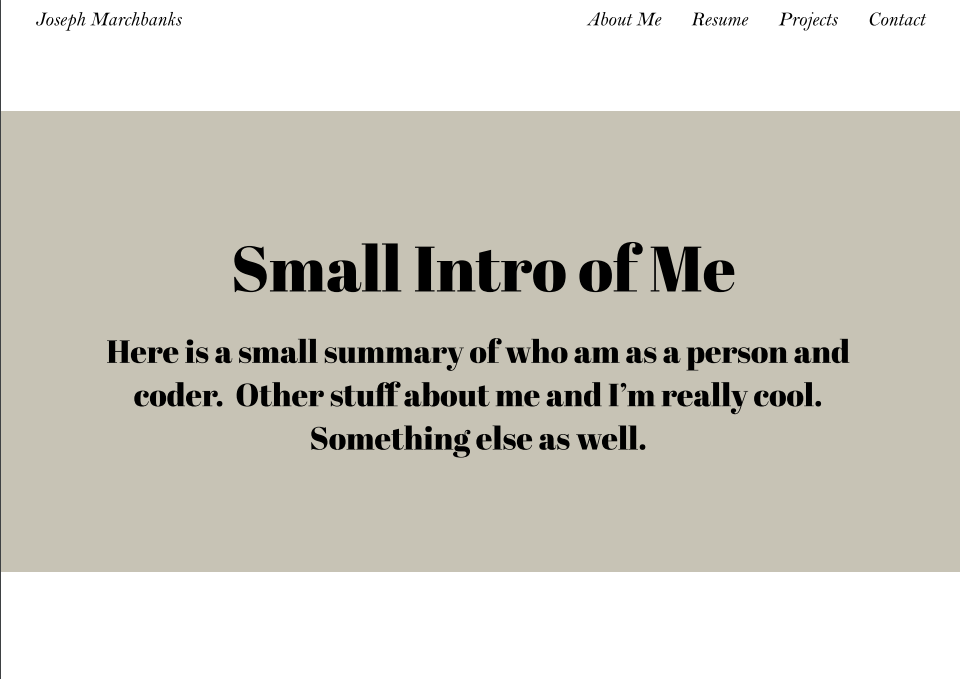 Joseph Marchbanks About Me Resume Projects Contact
Small Intro of Me
Here is a small summary of who am as a person and
coder.  Other stuff about me and I’m really cool.
Something else as well.